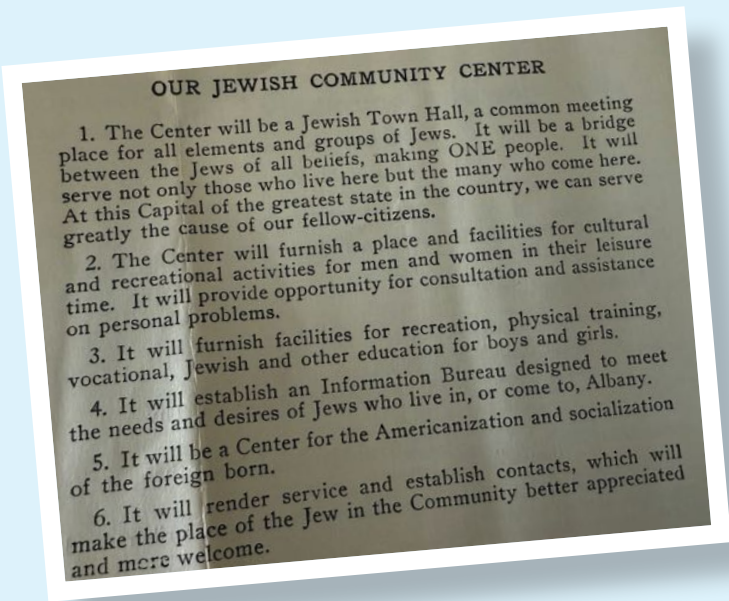 OUR JEWISH COMMUNITY CENTER
1. The Center will be a Jewish Town Hall, a common meeting
place for all elements and groups of Jews. It will be a bridge
between the Jews of all beliefs, making ONE people. It will
serve not only those who live here but the many who come here.
At this Capital of the greatest state in the country, we can serve
greatly the cause of our fellow-citizens.
2. The Center will furnish a place and facilities for cultural
and recreational activities for men and women in their leisure
time. It will provide opportunity for consultation and assistance
on personal problems.
3. It will furnish facilities for recreation, physical training,
vocational, Jewish and other education for boys and girls.
4. It will establish an Information Bureau designed to meet
the needs and desires of Jews who live in, or come to, Albany.
5. It will be a Center for the Americanization and socialization
of the foreign born.
6. It will render service and establish contacts, which will
make the place of the Jew in the Community better appreciated
and more welcome.